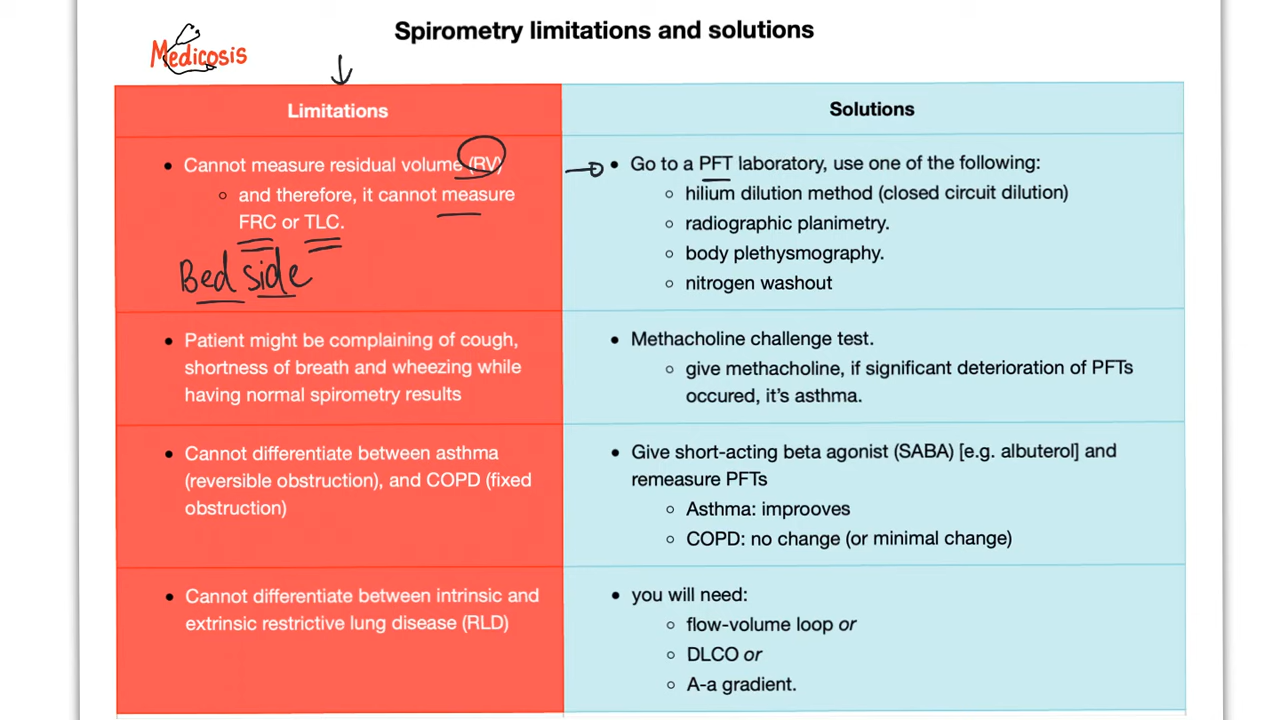 Spirometry limitations and solutions
Medicosis
Limitations
Solutions
• Cannot measure residual volume (RV)
◦ and therefore, it cannot measure
FRC or TLC.
Bed side
• Go to a PFT laboratory, use one of the following:
◦ hilium dilution method (closed circuit dilution)
◦ radiographic planimetry.
◦ body plethysmography.
◦ nitrogen washout
• Patient might be complaining of cough,
shortness of breath and wheezing while
having normal spirometry results
• Methacholine challenge test.
◦ give methacholine, if significant deterioration of PFTs
occured, it’s asthma.
• Cannot differentiate between asthma
(reversible obstruction), and COPD (fixed
obstruction)
• Give short-acting beta agonist (SABA) [e.g. albuterol] and
remeasure PFTs
◦ Asthma: improoves
◦ COPD: no change (or minimal change)
• Cannot differentiate between intrinsic and
extrinsic restrictive lung disease (RLD)
• you will need:
◦ flow-volume loop or
◦ DLCO or
◦ A-a gradient.